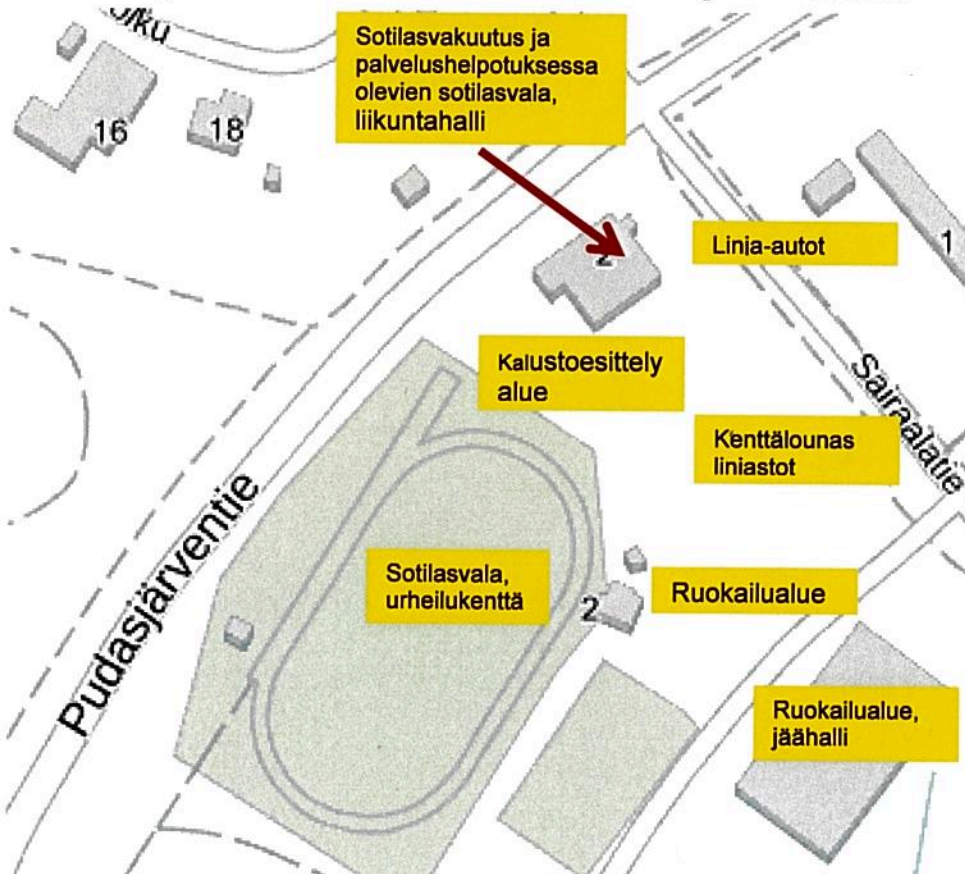 Sotilasvakuutus ja
palvelushelpotuksessa
olevien sotilasvala,
liikuntahalli
16
18
2
Linja-autot
1
Kalustoesittely
alue
Sairaalatie
Kenttälounas
liniastot
Pudasjärventie
Sotilasvala,
urheilukenttä
2
Ruokailualue
Ruokailualue,
jäähalli